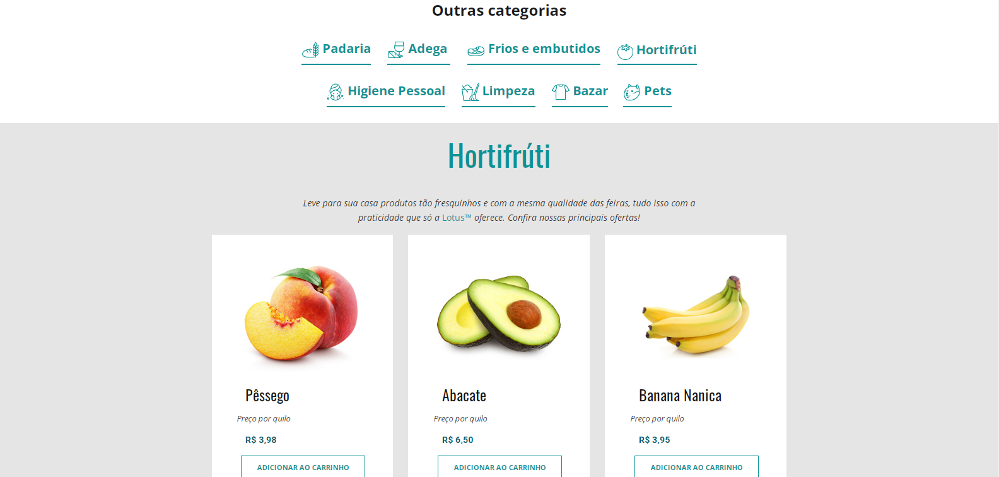 Outras categorias
Padaria Adega Frios e embutidos Hortifrúti
Higiene Pessoal Limpeza Bazar Pets
Hortifrúti
Leve para sua casa produtos tão fresquinhos e com a mesma qualidade das feiras, tudo isso com a
praticidade que só a Lotus™ oferece. Confira nossas principais ofertas!
Pêssego
Preço por quilo
R$ 3,98
ADICIONAR AO CARRINHO
Abacate
Preço por quilo
R$ 6,50
ADICIONAR AO CARRINHO
Banana Nanica
Preço por quilo
R$ 3,95
ADICIONAR AO CARRINHO